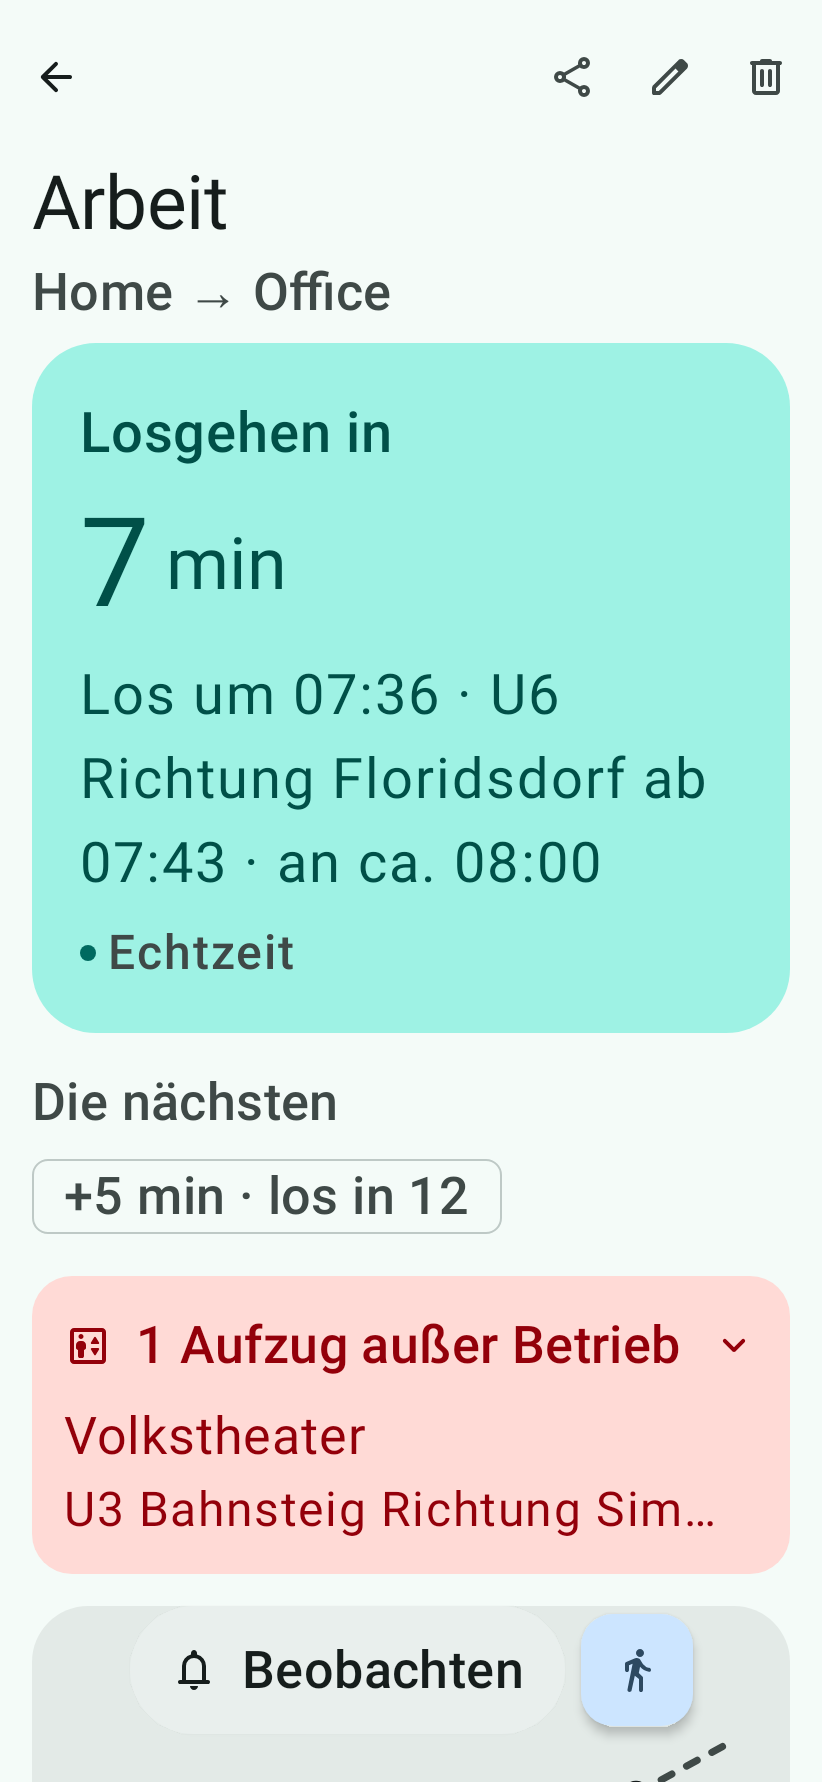 Arbeit
Home → Office
Losgehen in
7 min
Los um 07:36 · U6
Richtung Floridsdorf ab
07:43 · an ca. 08:00
Echtzeit
Die nächsten
+5 min · los in 12
1 Aufzug außer Betrieb
Volkstheater
U3 Bahnsteig Richtung Sim…
Beobachten